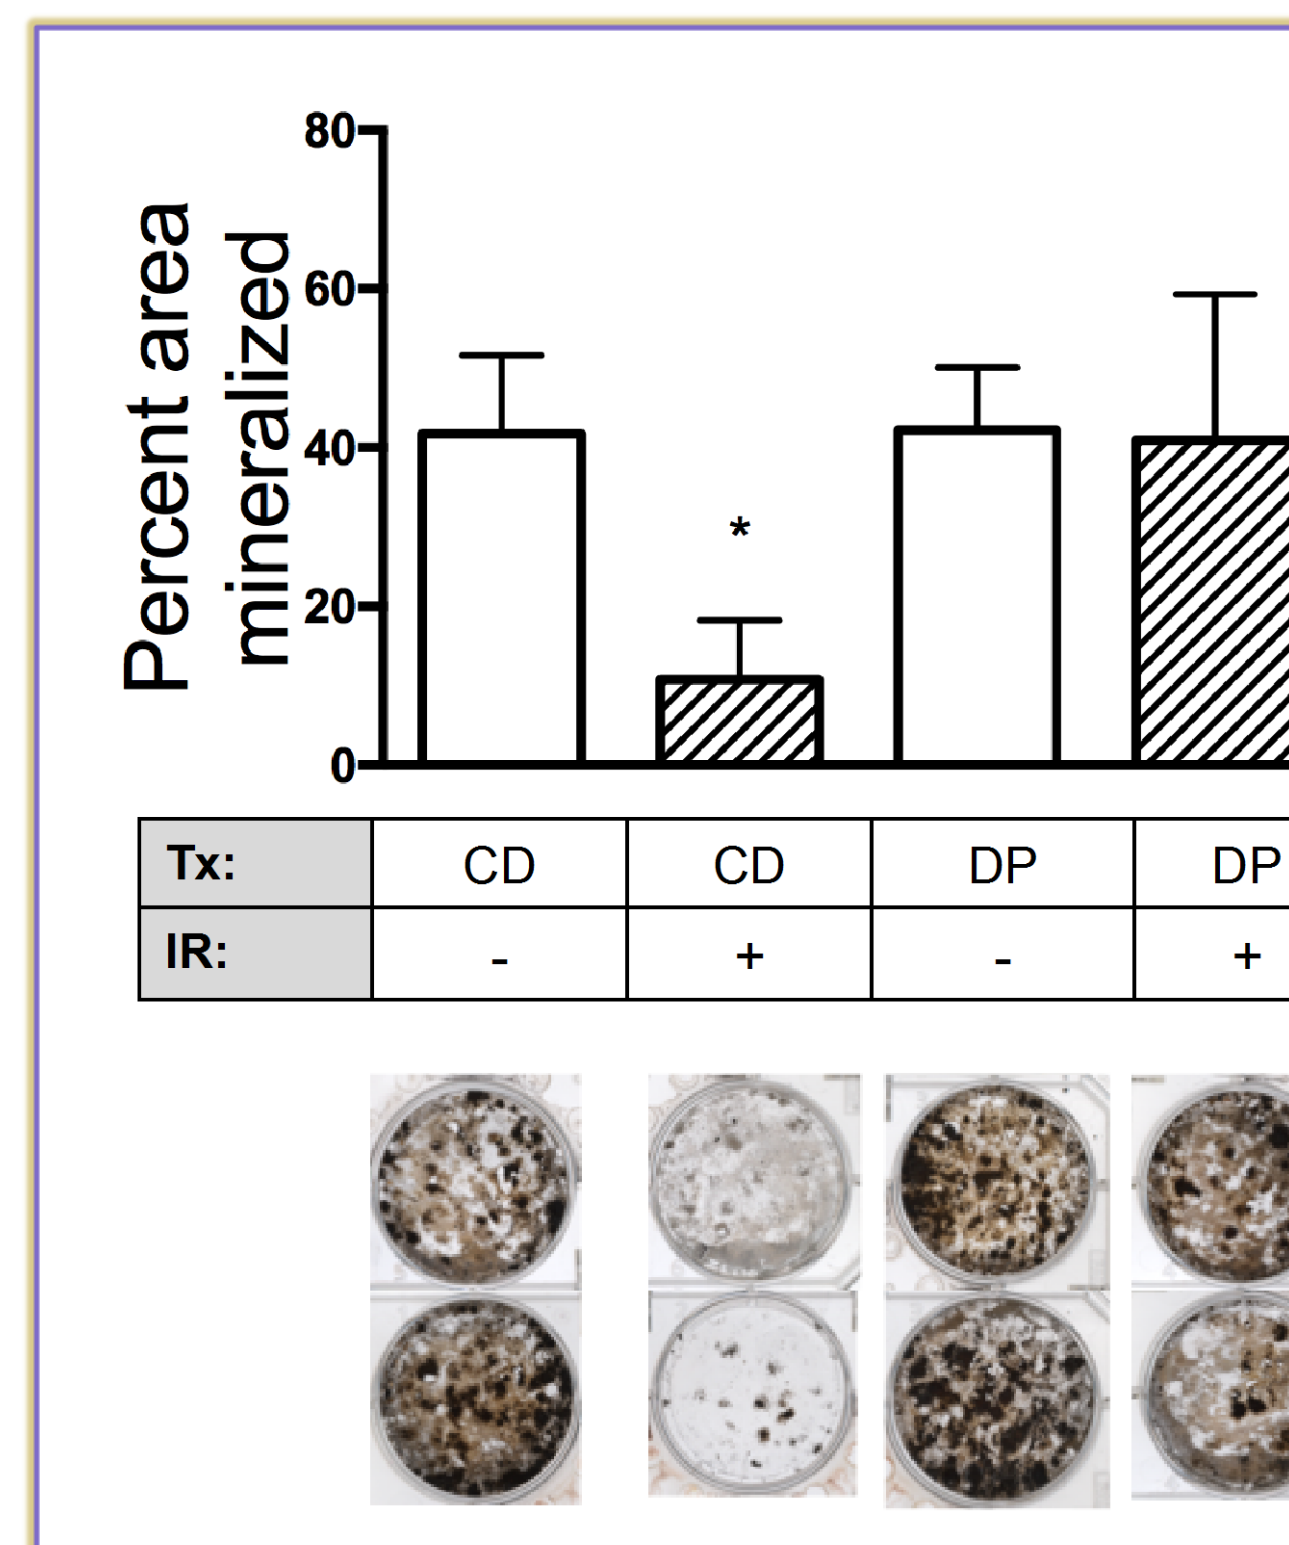 80
60
40
20
0
Percent area
mineralized
*
Tx: CD CD DP DP
IR: - + - +